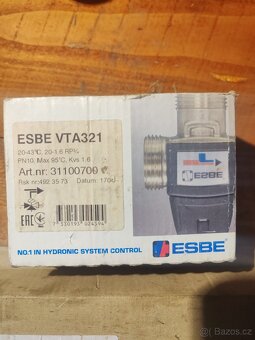 ESBE VTA321
20-43°C, 20-1.6 RP¾
PN10, Max 95°C, Kvs 1.6
Art.nr: 31100700
Rsk nr:492 35 73 Datum:
EAC
ESBE
NO.1 IN HYDRONIC SYSTEM CONTROL
ESBE
Bazos.cz